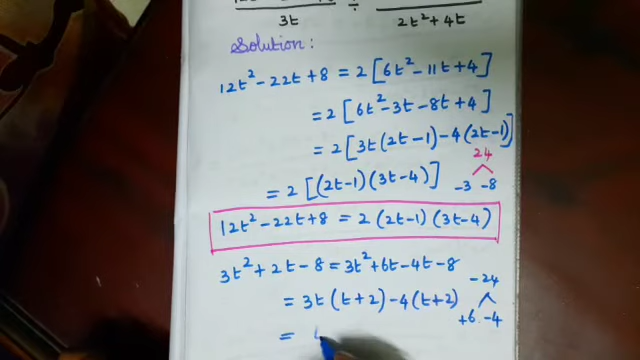 3t ÷ 2t²+4t
Solution:
12t²-22t+8 = 2[6t²-11t+4]
= 2[6t²-3t-8t+4]
= 2[3t(2t-1)-4(2t-1)]
24
= 2[(2t-1)(3t-4)] -3 -8
12t²-22t+8 = 2(2t-1)(3t-4)
3t²+2t-8 = 3t²+6t-4t-8
-24
= 3t(t+2)-4(t+2)
+6 -4
=